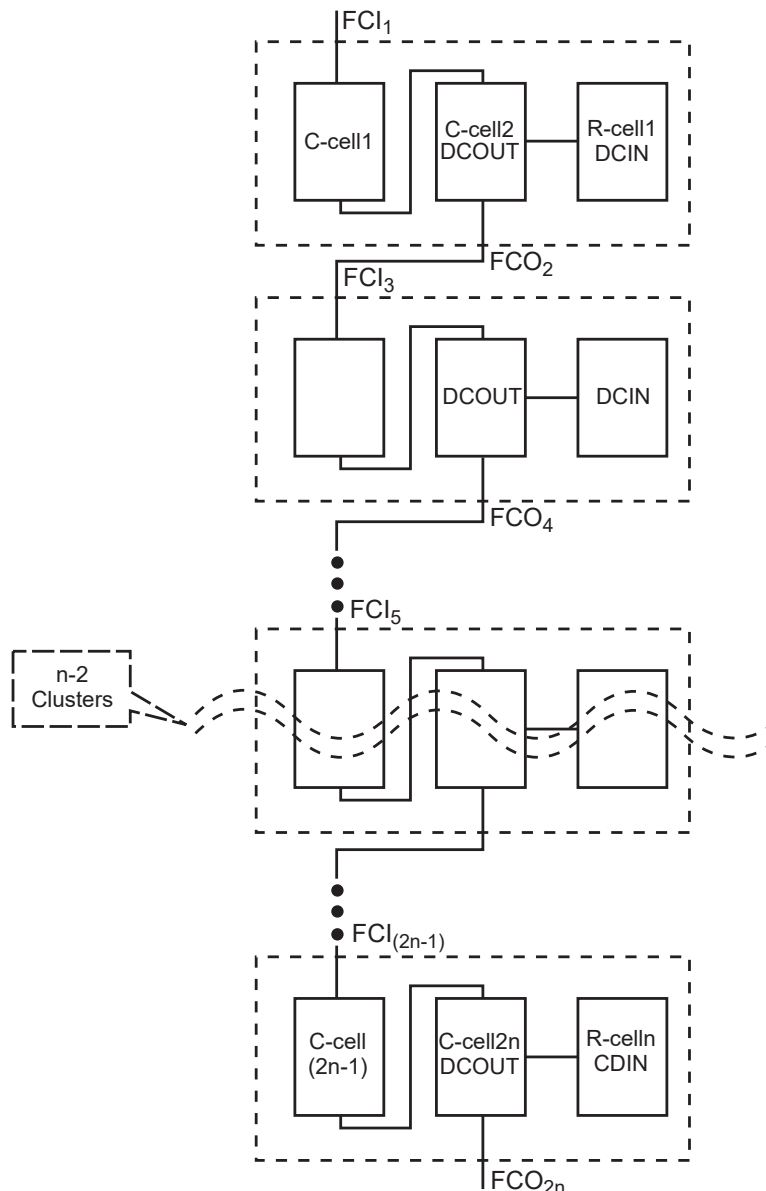 FCI₁
C-cell1
C-cell2
DCOUT
R-cell1
DCIN
FCO₂
FCI₃
DCOUT
DCIN
FCO₄
FCI₅
n-2
Clusters
FCI₍₂ₙ₋₁₎
C-cell
(2n-1)
C-cell2n
DCOUT
R-celln
CDIN
FCO₂ₙ